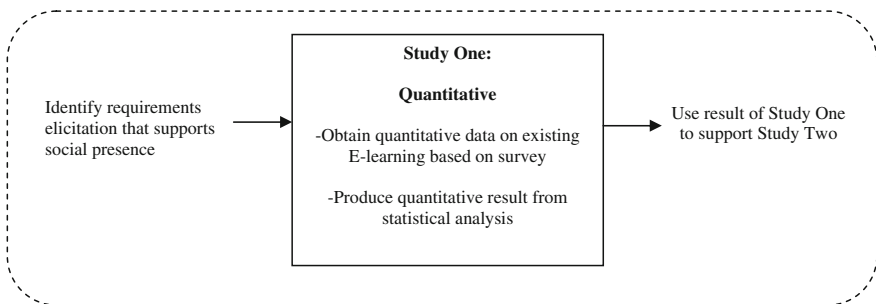 Identify requirements
elicitation that supports
social presence
Study One:
Quantitative
-Obtain quantitative data on existing
E-learning based on survey
-Produce quantitative result from
statistical analysis
Use result of Study One
to support Study Two